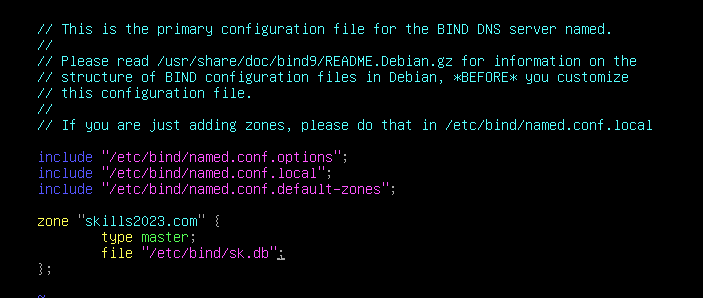 // This is the primary configuration file for the BIND DNS server named.
//
// Please read /usr/share/doc/bind9/README.Debian.gz for information on the
// structure of BIND configuration files in Debian, *BEFORE* you customize
// this configuration file.
//
// If you are just adding zones, please do that in /etc/bind/named.conf.local
include "/etc/bind/named.conf.options";
include "/etc/bind/named.conf.local";
include "/etc/bind/named.conf.default-zones";
zone "skills2023.com" {
type master;
file "/etc/bind/sk.db";
};
~